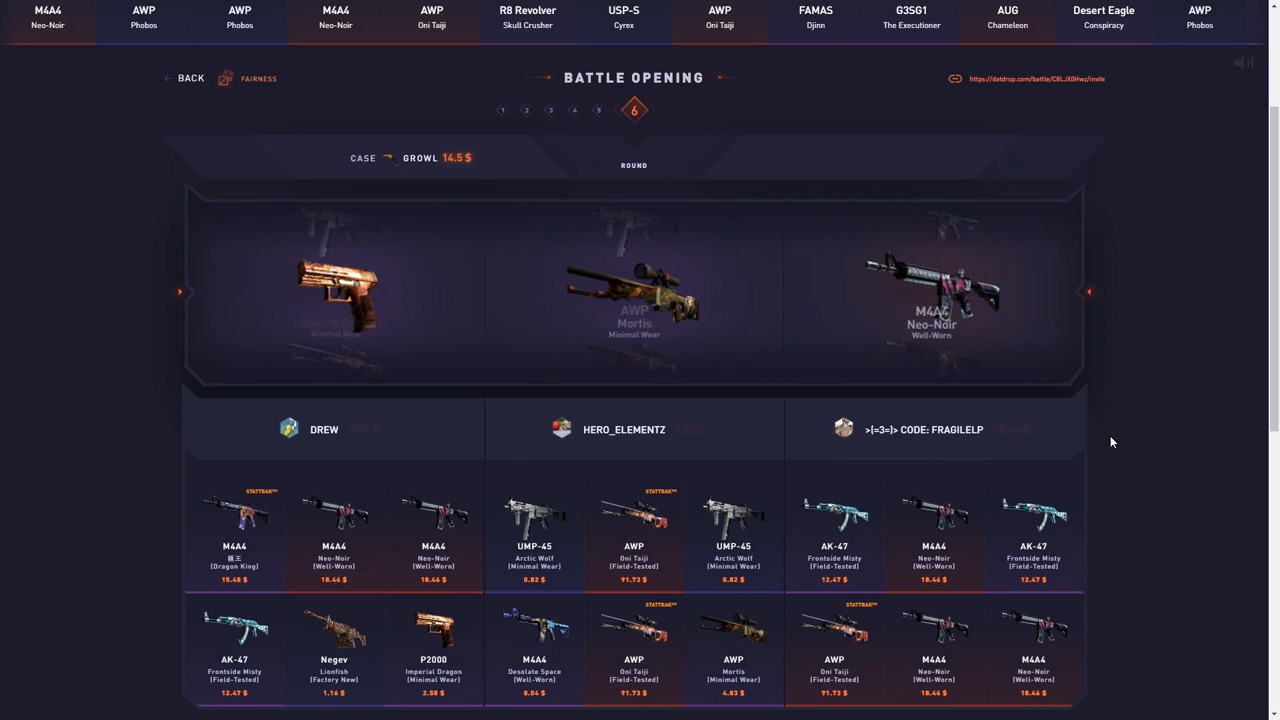 M4A4
Neo-Noir
AWP
Phobos
AWP
Phobos
M4A4
Neo-Noir
AWP
Oni Taiji
R8 Revolver
Skull Crusher
USP-S
Cyrex
AWP
Oni Taiji
FAMAS
Djinn
G3SG1
The Executioner
AUG
Chameleon
Desert Eagle
Conspiracy
AWP
Phobos
← BACK
FAIRNESS
BATTLE OPENING
https://datdrop.com/battle/C8LJX0Hwz/invite
1 2 3 4 5 6
CASE GROWL 14.5 $
ROUND
Imperial Dragon
Minimal Wear
AWP
Mortis
Minimal Wear
M4A4
Neo-Noir
Well-Worn
DREW
HERO_ELEMENTZ
>(=3=)> CODE: FRAGILELP
STATTRAK™
M4A4
龍王
(Dragon King)
15.48 $
M4A4
Neo-Noir
(Well-Worn)
18.46 $
M4A4
Neo-Noir
(Well-Worn)
18.46 $
UMP-45
Arctic Wolf
(Minimal Wear)
0.82 $
STATTRAK™
AWP
Oni Taiji
(Field-Tested)
91.73 $
UMP-45
Arctic Wolf
(Minimal Wear)
0.82 $
AK-47
Frontside Misty
(Field-Tested)
12.47 $
M4A4
Neo-Noir
(Well-Worn)
18.46 $
AK-47
Frontside Misty
(Field-Tested)
12.47 $
AK-47
Frontside Misty
(Field-Tested)
12.47 $
Negev
Lionfish
(Factory New)
1.16 $
P2000
Imperial Dragon
(Minimal Wear)
2.58 $
M4A4
Desolate Space
(Well-Worn)
8.04 $
STATTRAK™
AWP
Oni Taiji
(Field-Tested)
91.73 $
AWP
Mortis
(Minimal Wear)
4.83 $
STATTRAK™
AWP
Oni Taiji
(Field-Tested)
91.73 $
M4A4
Neo-Noir
(Well-Worn)
18.46 $
M4A4
Neo-Noir
(Well-Worn)
18.46 $